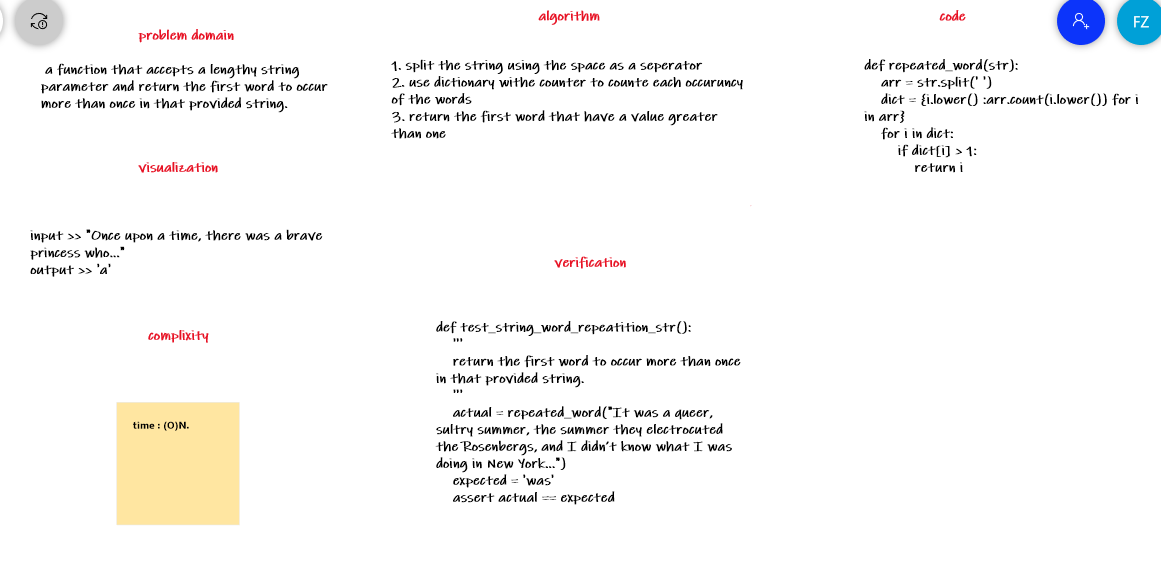 problem domain
a function that accepts a lengthy string
parameter and return the first word to occur
more than once in that provided string.
visualization
input >> "Once upon a time, there was a brave
princess who..."
output >> 'a'
complixity
time : (O)N.
algorithm
1. split the string using the space as a seperator
2. use dictionary withe counter to counte each occuruncy
of the words
3. return the first word that have a value greater
than one
verification
def test_string_word_repeatition_str():
'''
return the first word to occur more than once
in that provided string.
'''
actual = repeated_word("It was a queer,
sultry summer, the summer they electrocuted
the Rosenbergs, and I didn't know what I was
doing in New York...")
expected = 'was'
assert actual == expected
code
def repeated_word(str):
arr = str.split(' ')
dict = {i.lower() :arr.count(i.lower()) for i
in arr}
for i in dict:
if dict[i] > 1:
return i
FZ